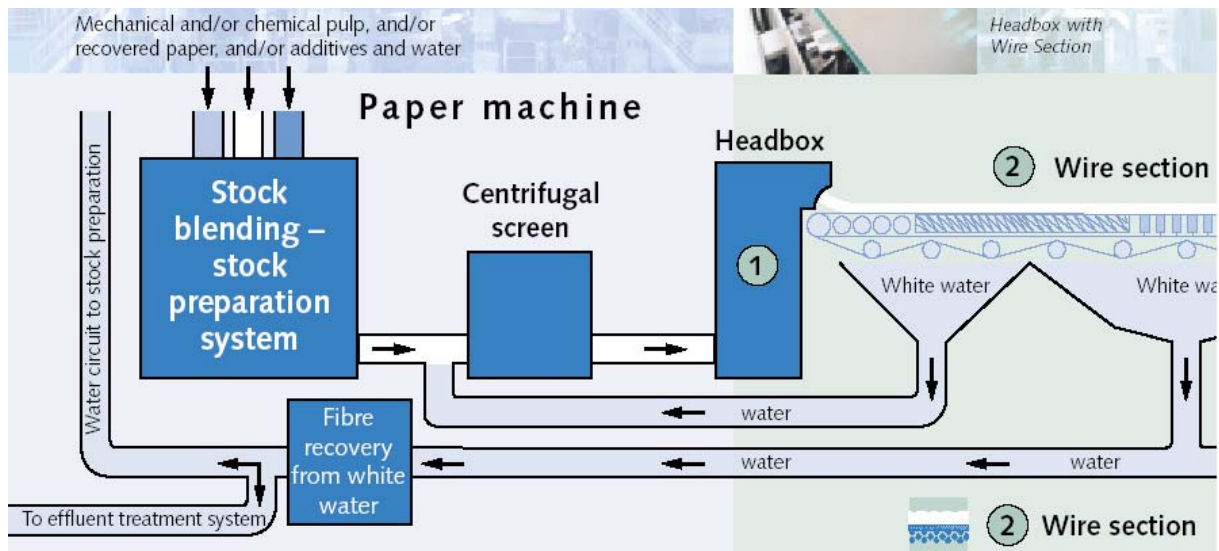 Mechanical and/or chemical pulp, and/or
recovered paper, and/or additives and water
Headbox with
Wire Section
Paper machine
Headbox
2 Wire section
Water circuit to stock preparation
Stock
blending –
stock
preparation
system
Centrifugal
screen
1
White water
White wa
water
Fibre
recovery
from white
water
water
water
To effluent treatment system
2 Wire section